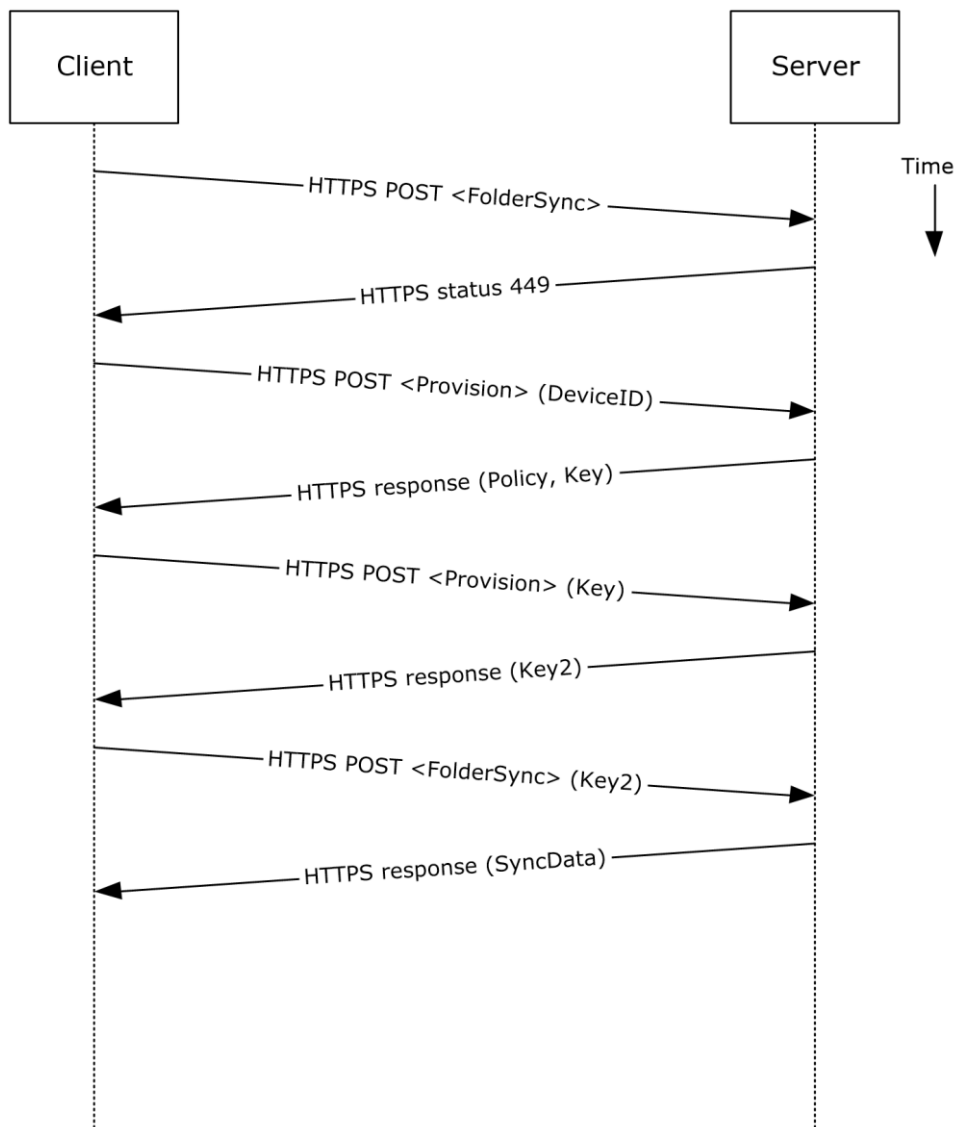 Client
Server
Time
HTTPS POST <FolderSync>
HTTPS status 449
HTTPS POST <Provision> (DeviceID)
HTTPS response (Policy, Key)
HTTPS POST <Provision> (Key)
HTTPS response (Key2)
HTTPS POST <FolderSync> (Key2)
HTTPS response (SyncData)